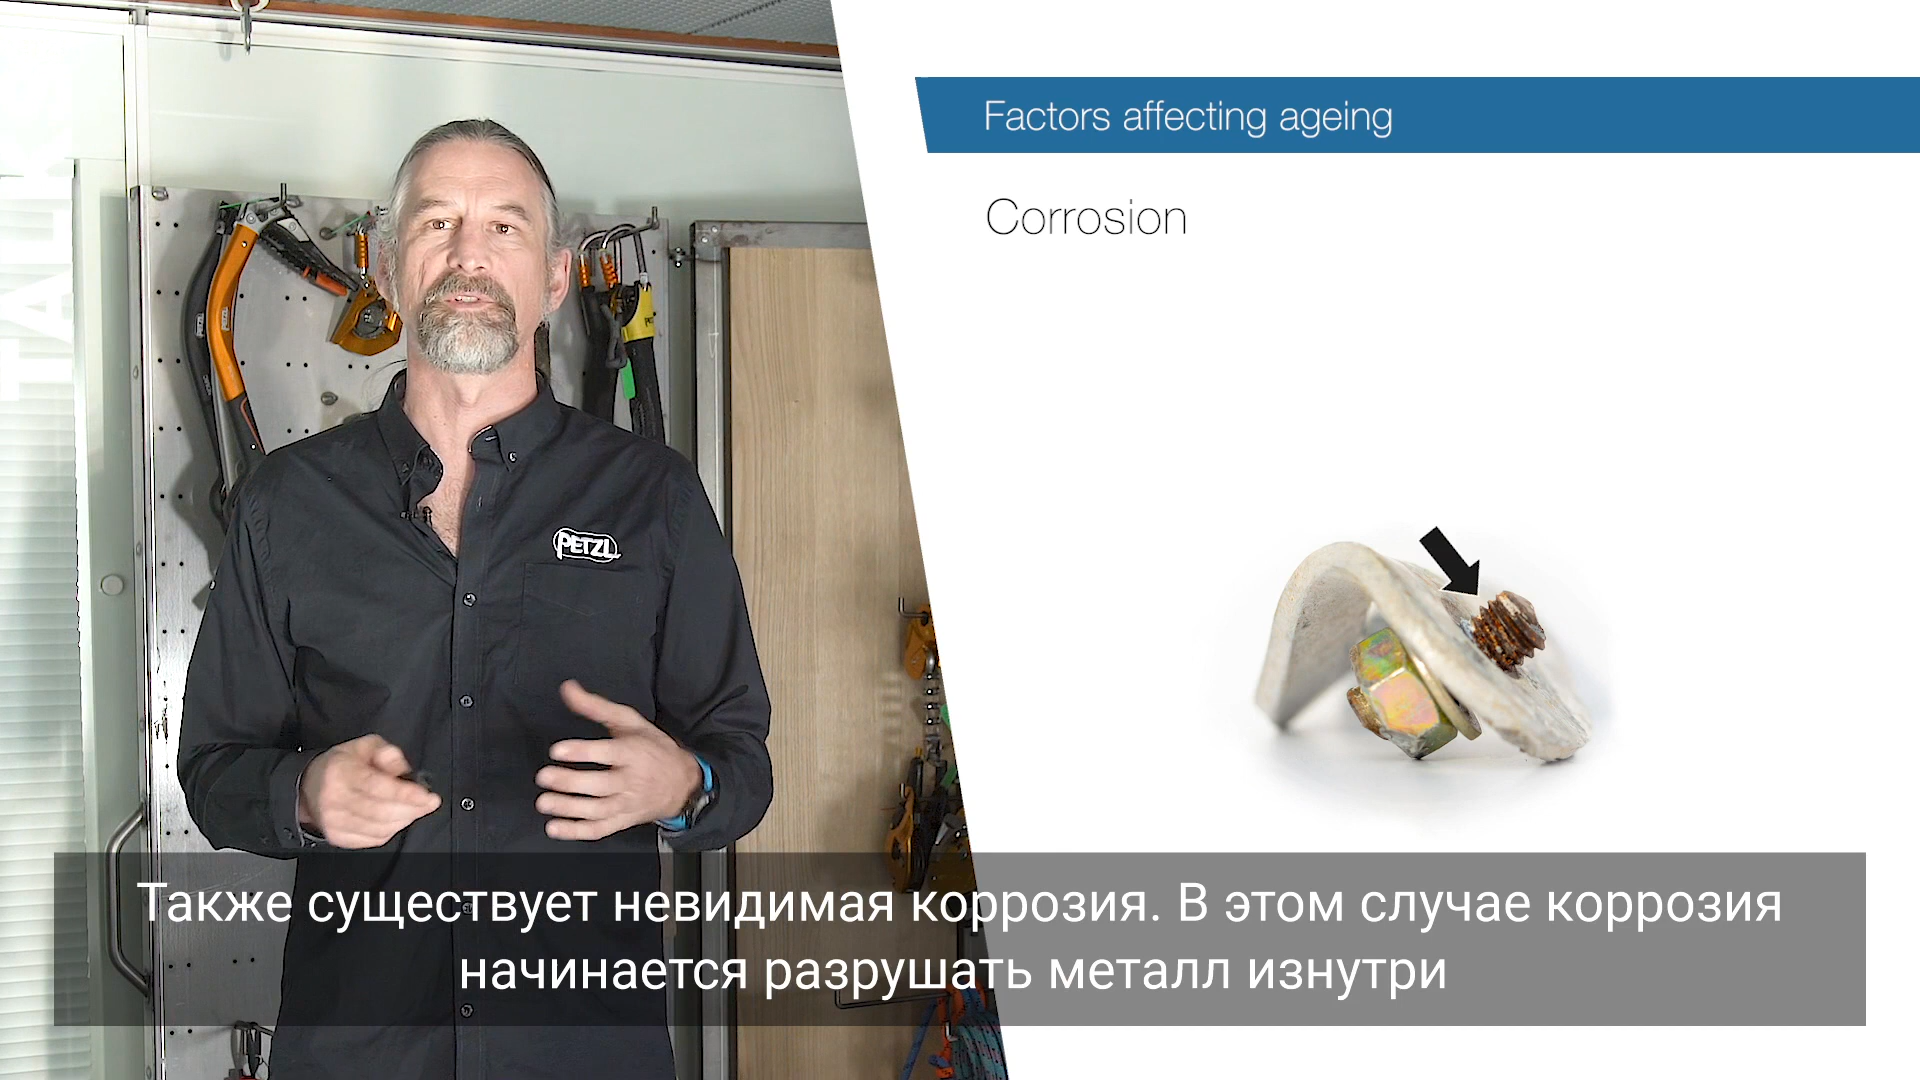 Factors affecting ageing
Corrosion
PETZL
Также существует невидимая коррозия. В этом случае коррозия
начинается разрушать металл изнутри